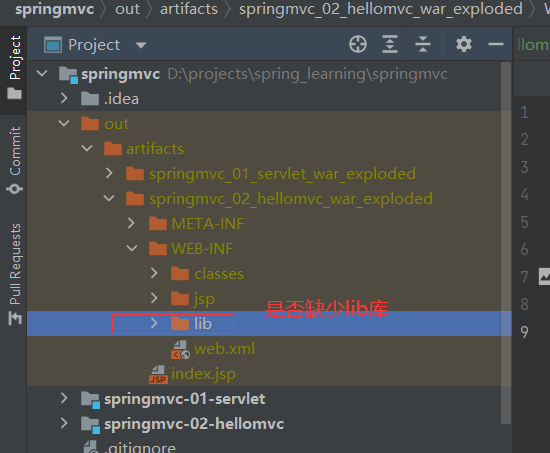 springmvc › out › artifacts › springmvc_02_hellomvc_war_exploded ›
Project
llomvc
springmvc D:\projects\spring_learning\springmvc
.idea
out
artifacts
springmvc_01_servlet_war_exploded
springmvc_02_hellomvc_war_exploded
META-INF
WEB-INF
classes
jsp
是否缺少lib库
lib
web.xml
index.jsp
springmvc-01-servlet
springmvc-02-hellomvc
.gitignore
Project
Commit
Pull Requests
1
2
3
4
5
6
7
8
9